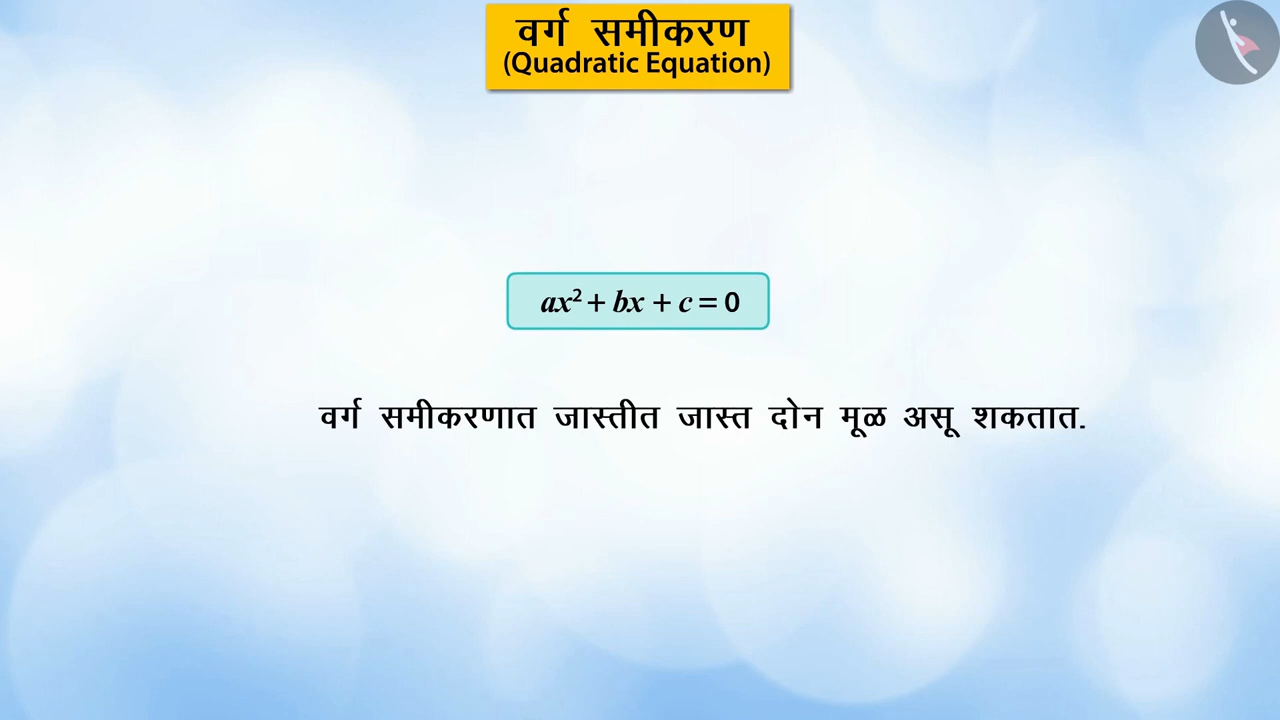 वर्ग समीकरण
(Quadratic Equation)
ax² + bx + c = 0
वर्ग समीकरणात जास्तीत जास्त दोन मूळ असू शकतात.